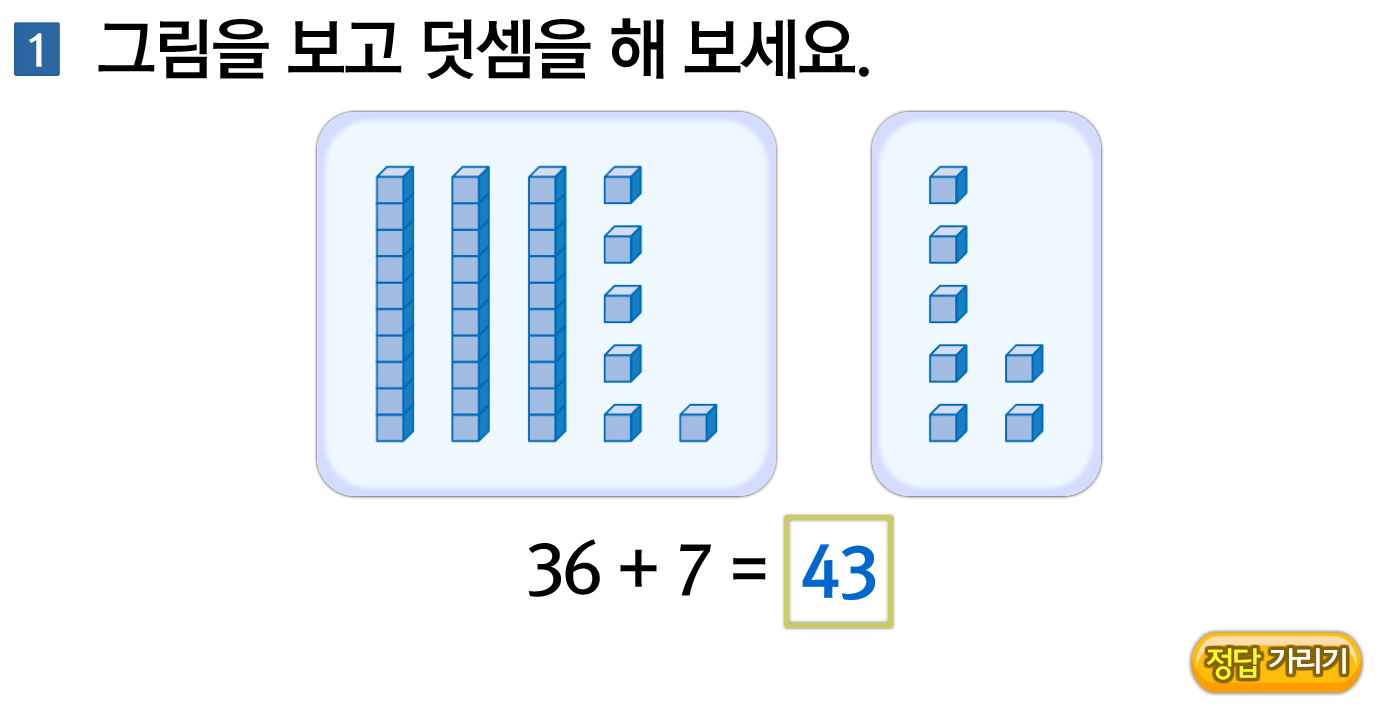 1 그림을 보고 덧셈을 해 보세요.
36 + 7 = 43
정답 가리기